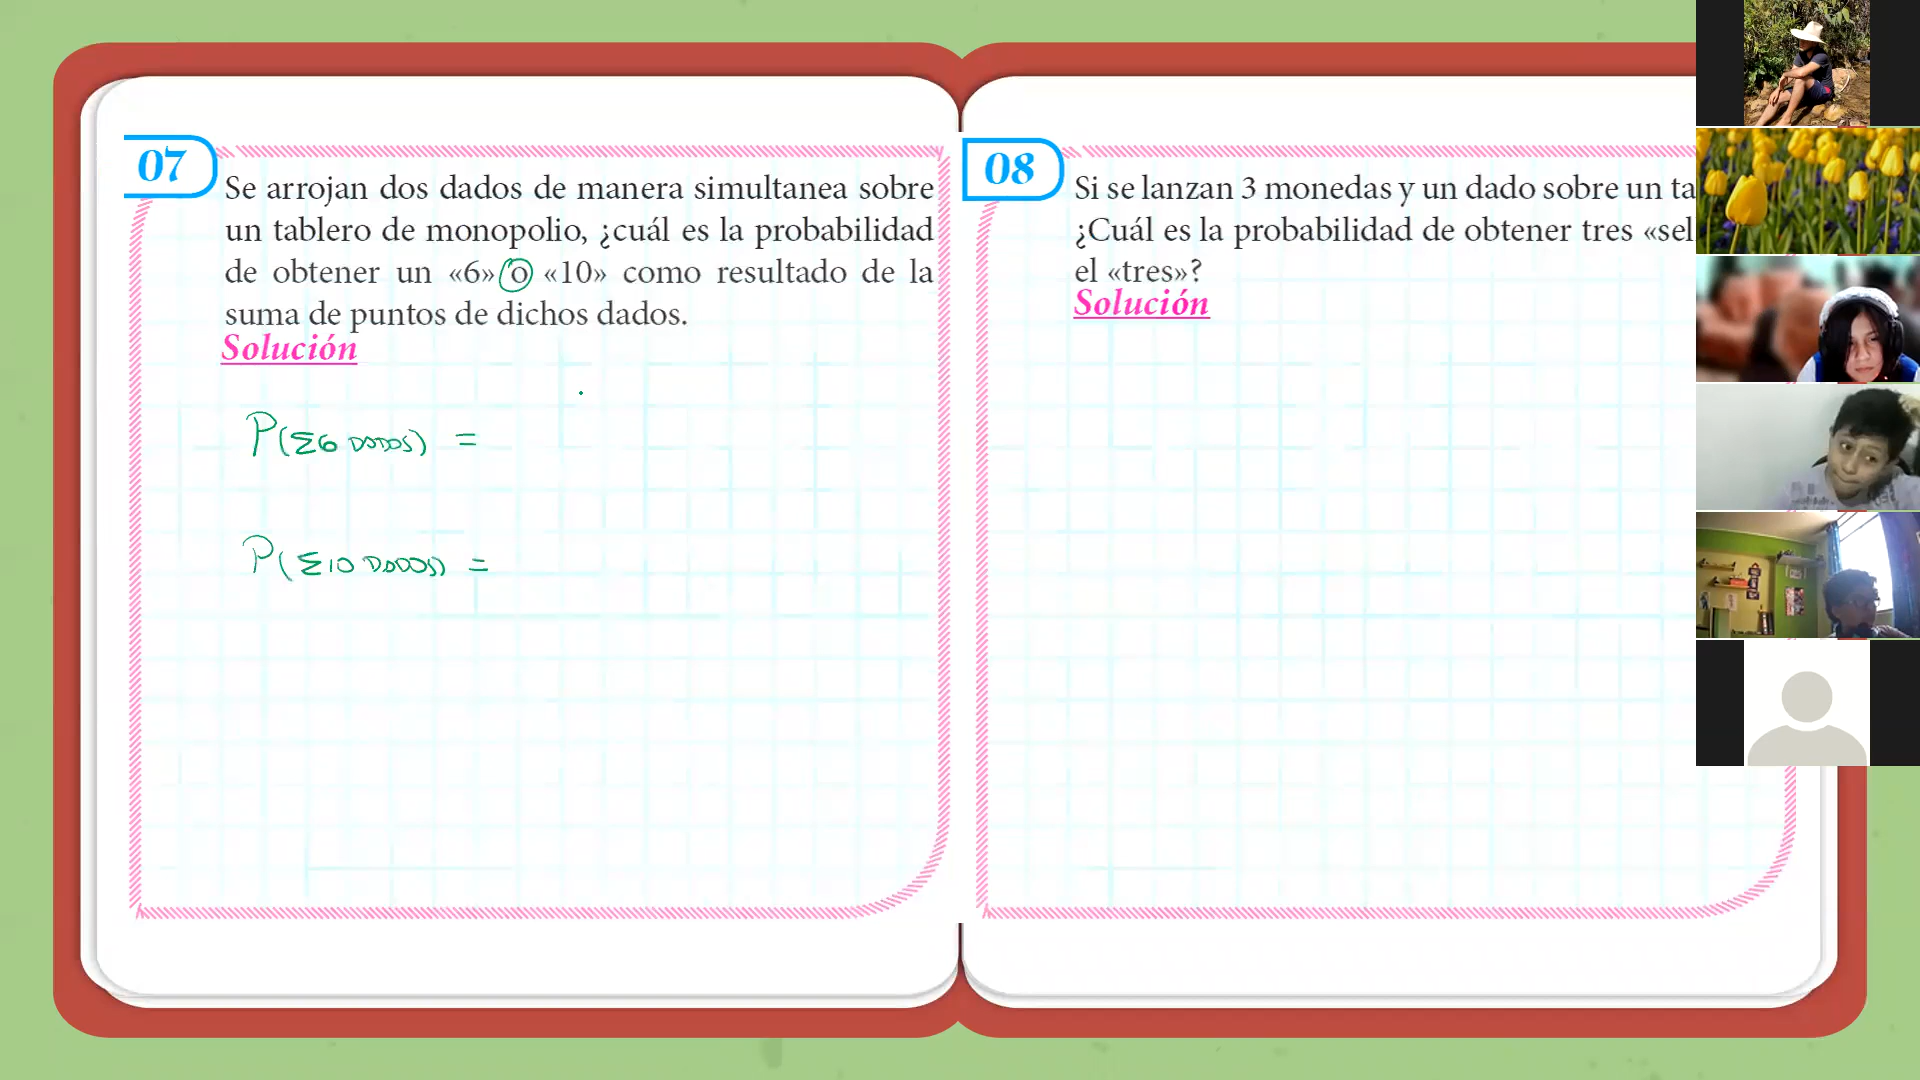 07
Se arrojan dos dados de manera simultanea sobre
un tablero de monopolio, ¿cuál es la probabilidad
de obtener un «6» o «10» como resultado de la
suma de puntos de dichos dados.
Solución
P(Σ6 DADOS) =
P(Σ10 DADOS) =
08
Si se lanzan 3 monedas y un dado sobre un ta
¿Cuál es la probabilidad de obtener tres «sel
el «tres»?
Solución